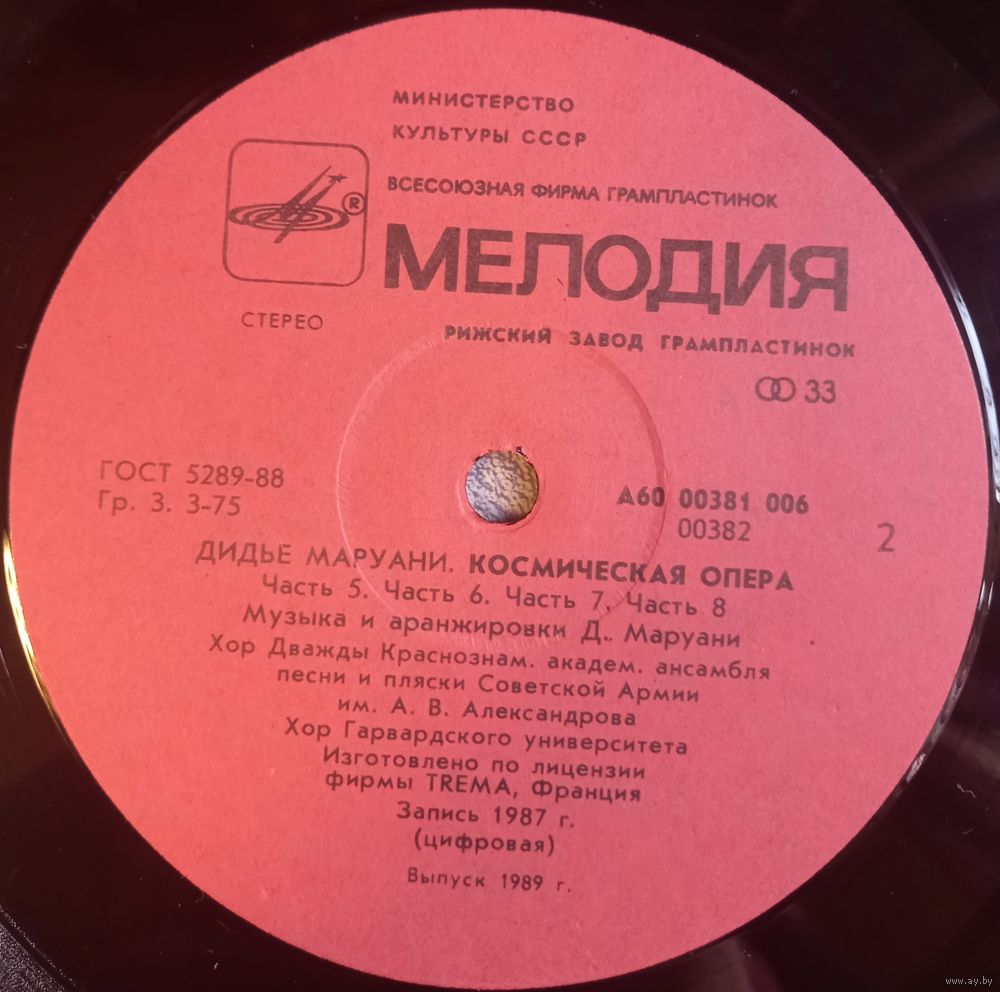 МИНИСТЕРСТВО
КУЛЬТУРЫ СССР
ВСЕСОЮЗНАЯ ФИРМА ГРАМПЛАСТИНОК
®
МЕЛОДИЯ
СТЕРЕО
РИЖСКИЙ ЗАВОД ГРАМПЛАСТИНОК
33
ГОСТ 5289-88
Гр. 3. 3-75
А60 00381 006
00382
2
ДИДЬЕ МАРУАНИ. КОСМИЧЕСКАЯ ОПЕРА
Часть 5. Часть 6. Часть 7. Часть 8
Музыка и аранжировки Д. Маруани
Хор Дважды Краснознам. академ. ансамбля
песни и пляски Советской Армии
им. А. В. Александрова
Хор Гарвардского университета
Изготовлено по лицензии
фирмы TREMA, Франция
Запись 1987 г.
(цифровая)
Выпуск 1989 г.
www.ay.by